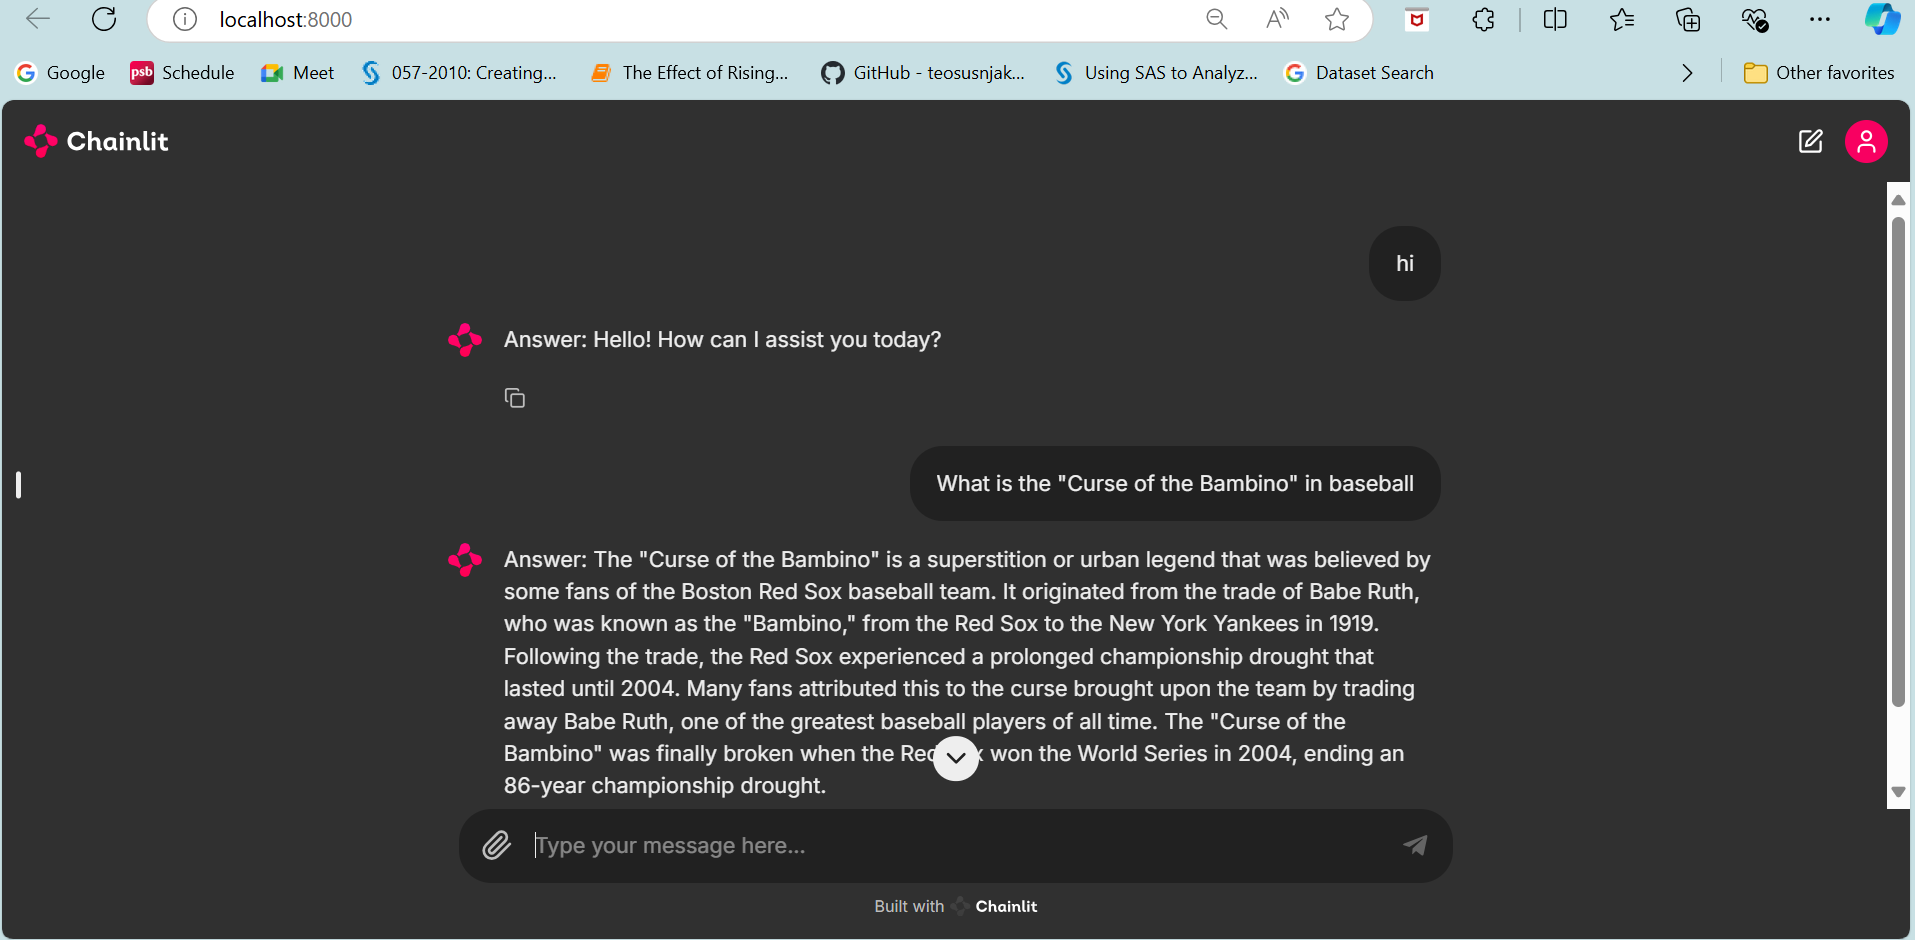 localhost:8000
Google
psb Schedule
Meet
057-2010: Creating...
The Effect of Rising...
GitHub - teosusnjak...
Using SAS to Analyz...
Dataset Search
Other favorites
Chainlit
hi
Answer: Hello! How can I assist you today?
What is the "Curse of the Bambino" in baseball
Answer: The "Curse of the Bambino" is a superstition or urban legend that was believed by
some fans of the Boston Red Sox baseball team. It originated from the trade of Babe Ruth,
who was known as the "Bambino," from the Red Sox to the New York Yankees in 1919.
Following the trade, the Red Sox experienced a prolonged championship drought that
lasted until 2004. Many fans attributed this to the curse brought upon the team by trading
away Babe Ruth, one of the greatest baseball players of all time. The "Curse of the
Bambino" was finally broken when the Red won the World Series in 2004, ending an
86-year championship drought.
Type your message here...
Built with Chainlit